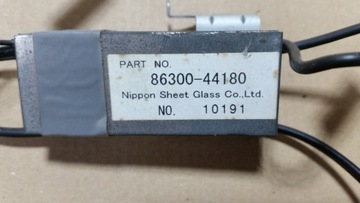 PART NO.
86300-44180
Nippon Sheet Glass Co., Ltd.
NO. 10191